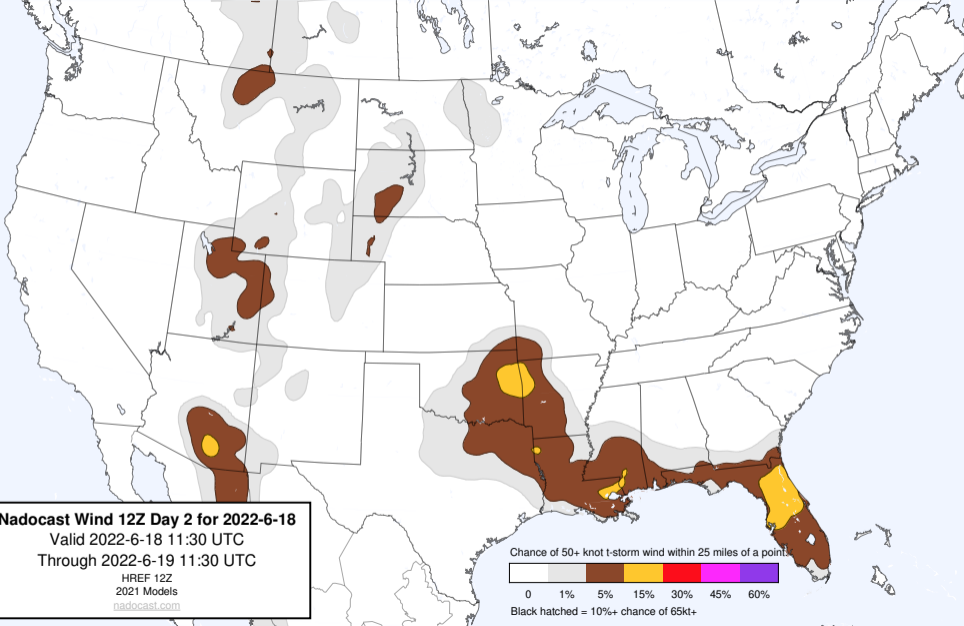 Nadocast Wind 12Z Day 2 for 2022-6-18
Valid 2022-6-18 11:30 UTC
Through 2022-6-19 11:30 UTC
HREF 12Z
2021 Models
nadocast.com
Chance of 50+ knot t-storm wind within 25 miles of a point.
0 1% 5% 15% 30% 45% 60%
Black hatched = 10%+ chance of 65kt+